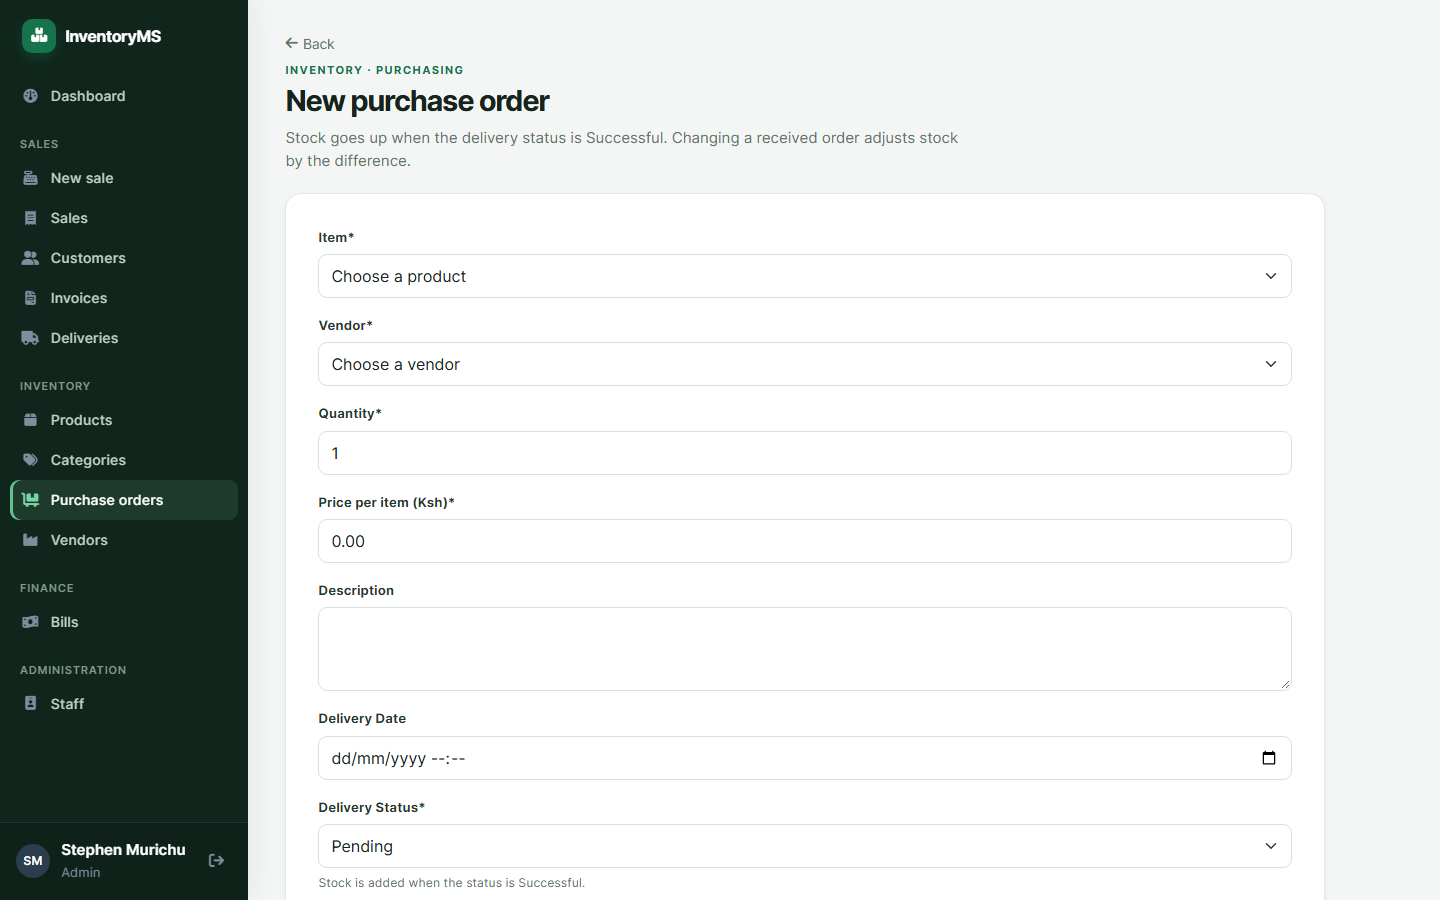 InventoryMS
Dashboard
SALES
New sale
Sales
Customers
Invoices
Deliveries
INVENTORY
Products
Categories
Purchase orders
Vendors
FINANCE
Bills
ADMINISTRATION
Staff
SM
Stephen Murichu
Admin
Back
INVENTORY · PURCHASING
New purchase order
Stock goes up when the delivery status is Successful. Changing a received order adjusts stock
by the difference.
Item*
Choose a product
Vendor*
Choose a vendor
Quantity*
1
Price per item (Ksh)*
0.00
Description
Delivery Date
dd/mm/yyyy --:--
Delivery Status*
Pending
Stock is added when the status is Successful.